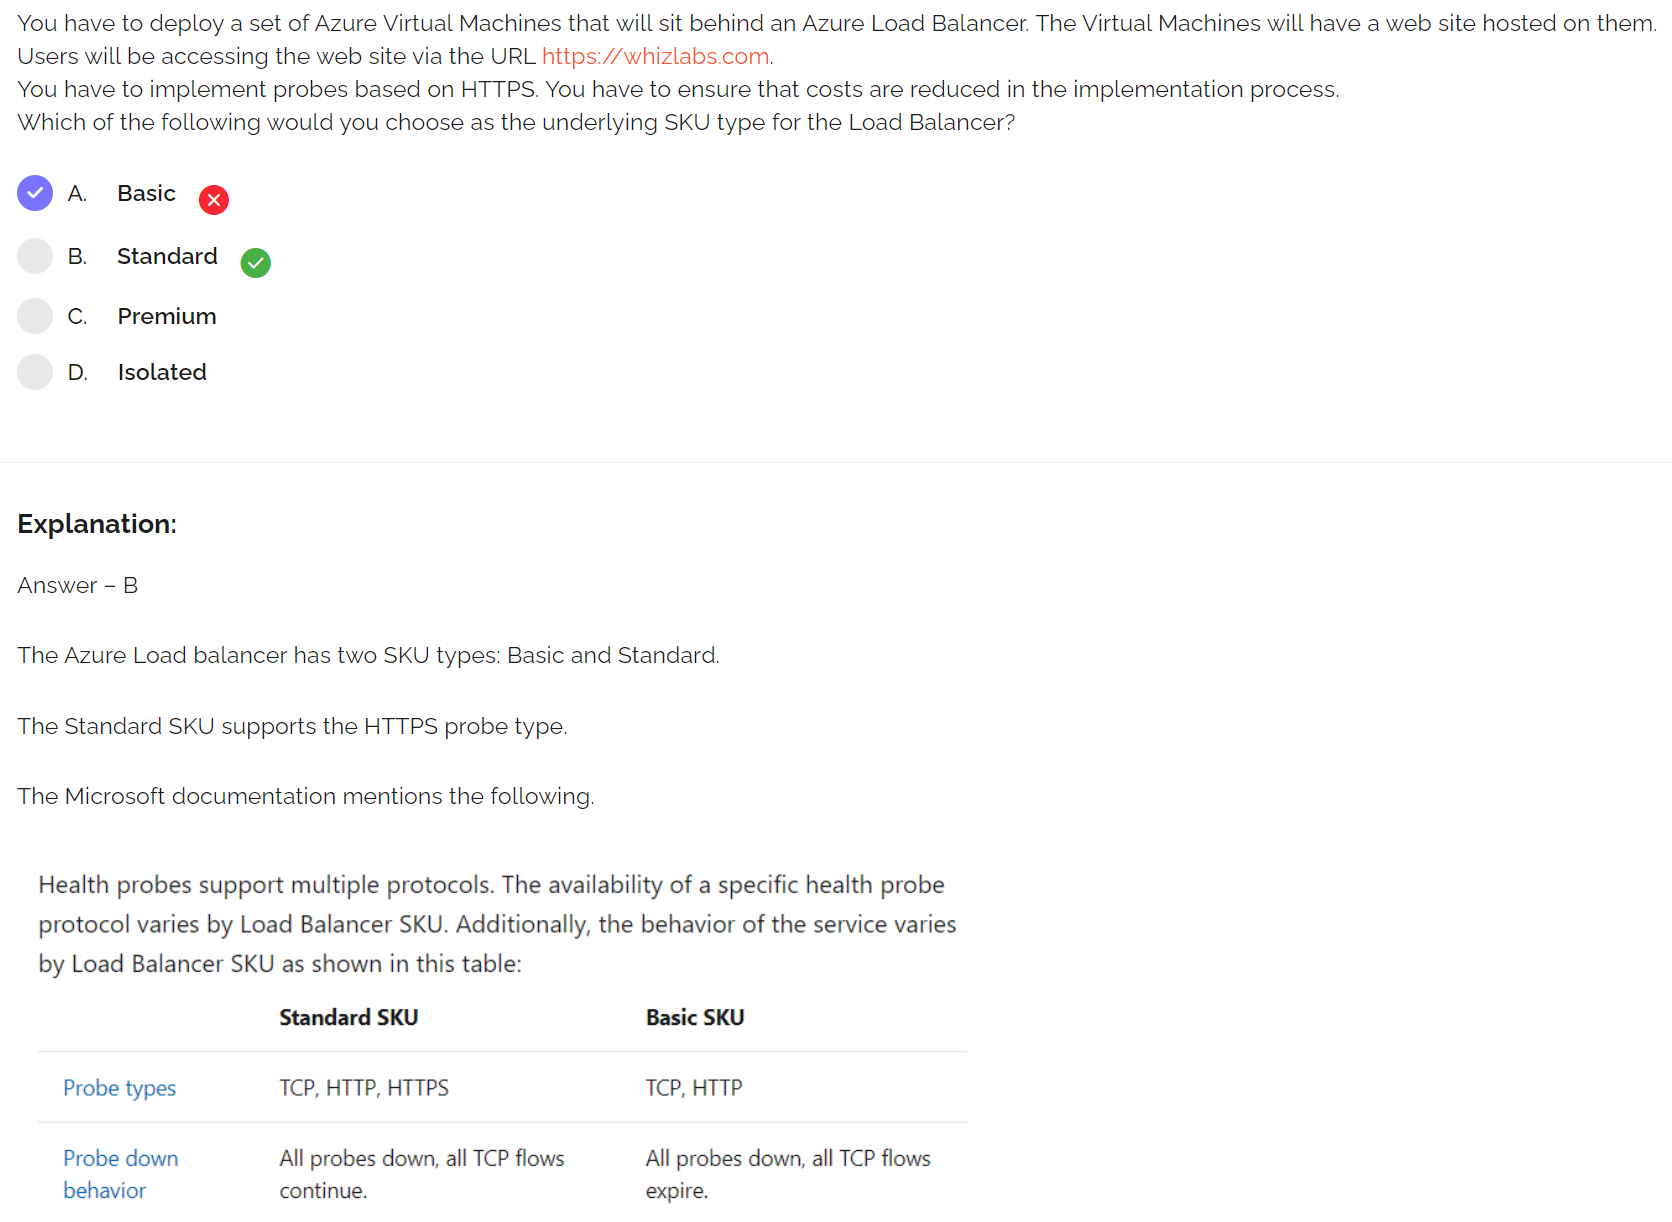 You have to deploy a set of Azure Virtual Machines that will sit behind an Azure Load Balancer. The Virtual Machines will have a web site hosted on them.
Users will be accessing the web site via the URL https://whizlabs.com.
You have to implement probes based on HTTPS. You have to ensure that costs are reduced in the implementation process.
Which of the following would you choose as the underlying SKU type for the Load Balancer?
A. Basic
B. Standard
C. Premium
D. Isolated
Explanation:
Answer – B
The Azure Load balancer has two SKU types: Basic and Standard.
The Standard SKU supports the HTTPS probe type.
The Microsoft documentation mentions the following.
Health probes support multiple protocols. The availability of a specific health probe
protocol varies by Load Balancer SKU. Additionally, the behavior of the service varies
by Load Balancer SKU as shown in this table:
Standard SKU Basic SKU
Probe types TCP, HTTP, HTTPS TCP, HTTP
Probe down All probes down, all TCP flows All probes down, all TCP flows
behavior continue. expire.